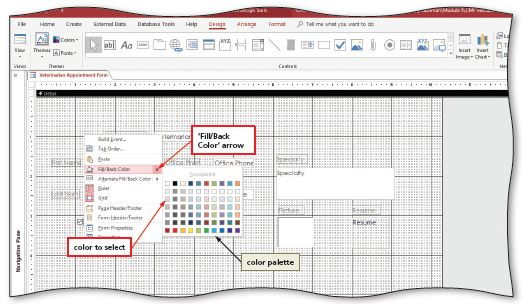 File Home Create External Data Database Tools Design Arrange Format Tell me what you want to do
View
Themes
Colors
Fonts
Insert Image
Insert Chart
Views Themes Controls
Veterinarian Appointment Form
Detail
Navigation Pane
Build Event...
Tab Order...
Paste
Fill/Back Color
Alternate Fill/Back Color
Ruler
Grid
Page Header/Footer
Form Header/Footer
Form Properties
Transparent
'Fill/Back Color' arrow
Office Phone
Specialty
Specialty
Picture
Resume
Resume
color to select
color palette